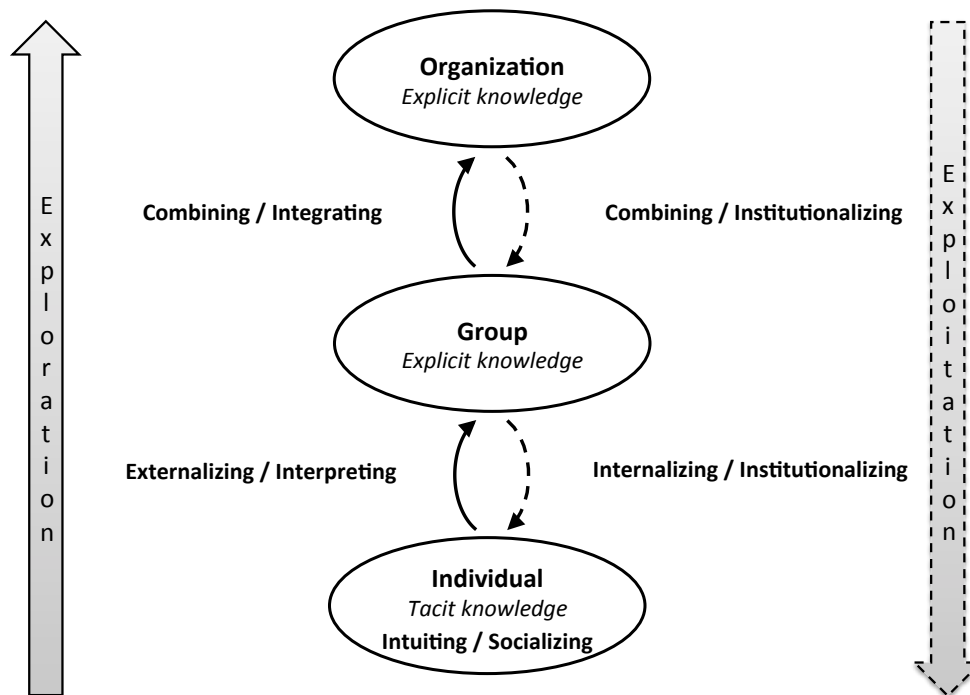 Organization
Explicit knowledge
Exploration
Exploitation
Combining / Integrating
Combining / Institutionalizing
Group
Explicit knowledge
Externalizing / Interpreting
Internalizing / Institutionalizing
Individual
Tacit knowledge
Intuiting / Socializing